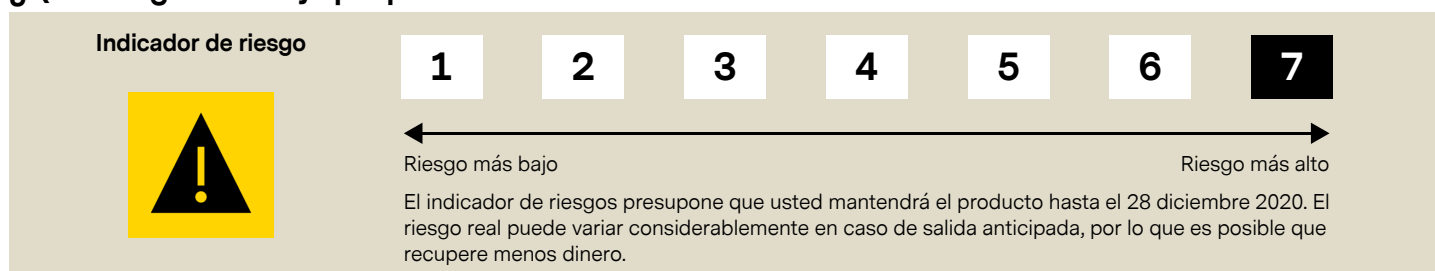 Indicador de riesgo
1 2 3 4 5 6 7
Riesgo más bajo Riesgo más alto
El indicador de riesgos presupone que usted mantendrá el producto hasta el 28 diciembre 2020. El
riesgo real puede variar considerablemente en caso de salida anticipada, por lo que es posible que
recupere menos dinero.